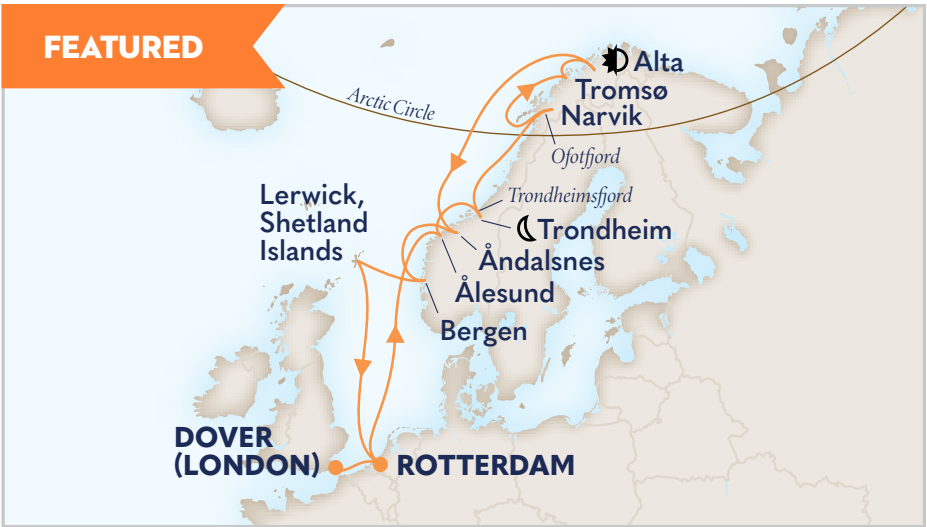 FEATURED
Arctic Circle
Alta
Tromsø
Narvik
Ofotfjord
Trondheimsfjord
Lerwick,
Shetland
Islands
Trondheim
Åndalsnes
Ålesund
Bergen
DOVER
(LONDON)
ROTTERDAM